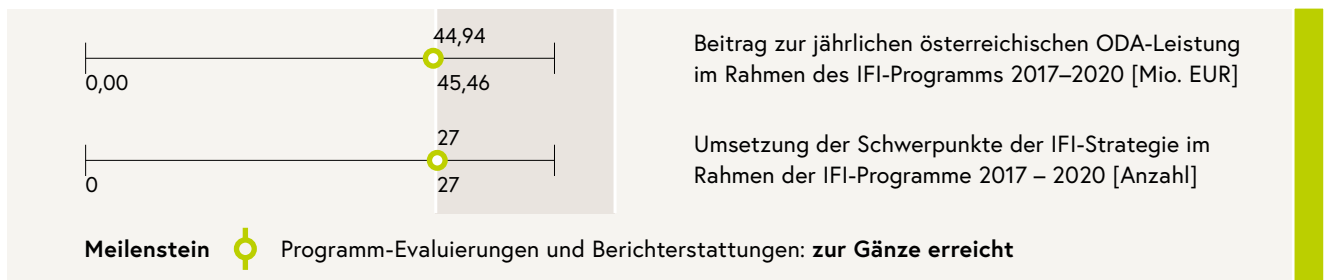 44,94
0,00
45,46
Beitrag zur jährlichen österreichischen ODA-Leistung
im Rahmen des IFI-Programms 2017–2020 [Mio. EUR]
27
0
27
Umsetzung der Schwerpunkte der IFI-Strategie im
Rahmen der IFI-Programme 2017 – 2020 [Anzahl]
Meilenstein Programm-Evaluierungen und Berichterstattungen: zur Gänze erreicht